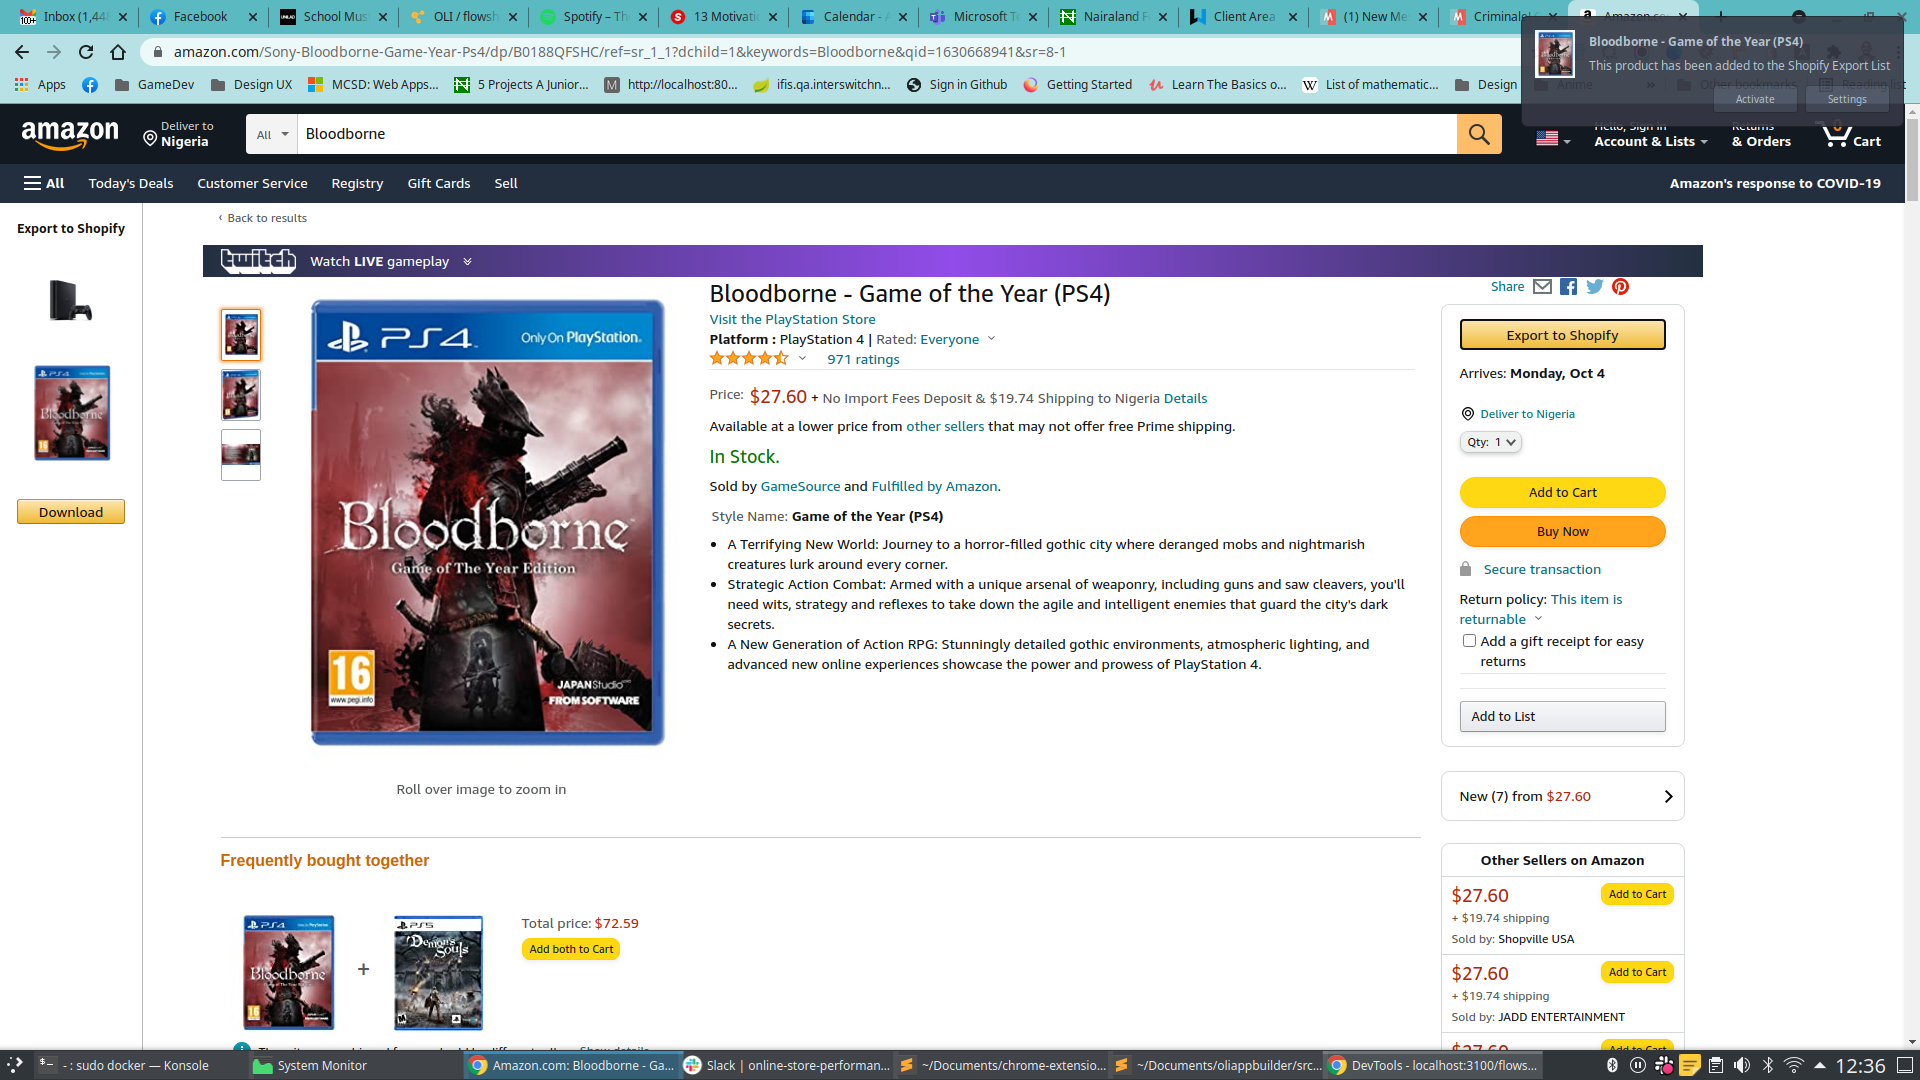 Inbox (1,44
Facebook
School Mus
OLI / flowsh
Spotify – Th
13 Motivatio
Calendar - A
Microsoft Te
Nairaland F
Client Area
(1) New Me
Criminale
Amazon.co
amazon.com/Sony-Bloodborne-Game-Year-Ps4/dp/B0188QFSHC/ref=sr_1_1?dchild=1&keywords=Bloodborne&qid=1630668941&sr=8-1
Bloodborne - Game of the Year (PS4)
This product has been added to the Shopify Export List
Activate
Settings
Apps
GameDev
Design UX
MCSD: Web Apps...
5 Projects A Junior...
http://localhost:80...
ifis.qa.interswitchn...
Sign in Github
Getting Started
Learn The Basics o...
List of mathematic...
Design
Anime
Other bookmarks
Reading list
amazon
Deliver to
Nigeria
All
Bloodborne
Hello, Sign in
Account & Lists
Returns
& Orders
0
Cart
All
Today's Deals
Customer Service
Registry
Gift Cards
Sell
Amazon's response to COVID-19
Export to Shopify
Download
‹ Back to results
twitch
Watch LIVE gameplay
PS4
Only On PlayStation
Bloodborne
Game of The Year Edition
16
www.pegi.info
JAPANStudio
FROMSOFTWARE
Roll over image to zoom in
Bloodborne - Game of the Year (PS4)
Visit the PlayStation Store
Platform : PlayStation 4 | Rated: Everyone
971 ratings
Price: $27.60 + No Import Fees Deposit & $19.74 Shipping to Nigeria Details
Available at a lower price from other sellers that may not offer free Prime shipping.
In Stock.
Sold by GameSource and Fulfilled by Amazon.
Style Name: Game of the Year (PS4)
A Terrifying New World: Journey to a horror-filled gothic city where deranged mobs and nightmarish
creatures lurk around every corner.
Strategic Action Combat: Armed with a unique arsenal of weaponry, including guns and saw cleavers, you'll
need wits, strategy and reflexes to take down the agile and intelligent enemies that guard the city's dark
secrets.
A New Generation of Action RPG: Stunningly detailed gothic environments, atmospheric lighting, and
advanced new online experiences showcase the power and prowess of PlayStation 4.
Share
Export to Shopify
Arrives: Monday, Oct 4
Deliver to Nigeria
Qty: 1
Add to Cart
Buy Now
Secure transaction
Return policy: This item is
returnable
Add a gift receipt for easy
returns
Add to List
New (7) from $27.60
Other Sellers on Amazon
$27.60
Add to Cart
+ $19.74 shipping
Sold by: Shopville USA
$27.60
Add to Cart
+ $19.74 shipping
Sold by: JADD ENTERTAINMENT
Frequently bought together
PS4
Bloodborne
+
PS5
Demon's
Souls
Total price: $72.59
Add both to Cart
- : sudo docker — Konsole
System Monitor
Amazon.com: Bloodborne - Ga...
Slack | online-store-performan...
~/Documents/chrome-extensio...
~/Documents/oliappbuilder/src...
DevTools - localhost:3100/flows...
12:36